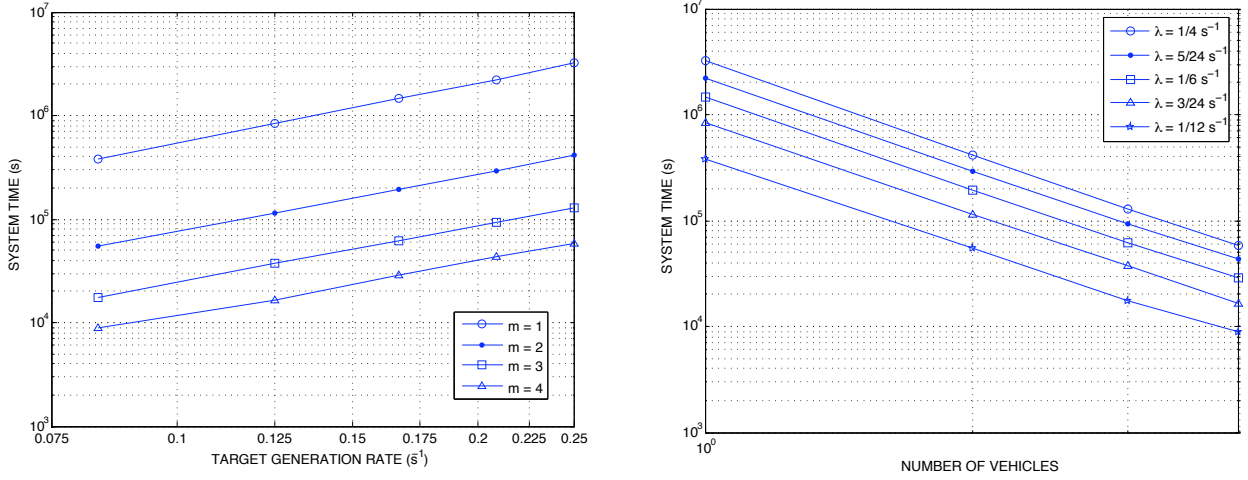 10^7
10^6
10^5
10^4
10^3
SYSTEM TIME (s)
0.075 0.1 0.125 0.15 0.175 0.2 0.225 0.25
TARGET GENERATION RATE (s^-1)
m = 1
m = 2
m = 3
m = 4
10^7
10^6
10^5
10^4
10^3
SYSTEM TIME (s)
10^0
NUMBER OF VEHICLES
λ = 1/4 s^-1
λ = 5/24 s^-1
λ = 1/6 s^-1
λ = 3/24 s^-1
λ = 1/12 s^-1